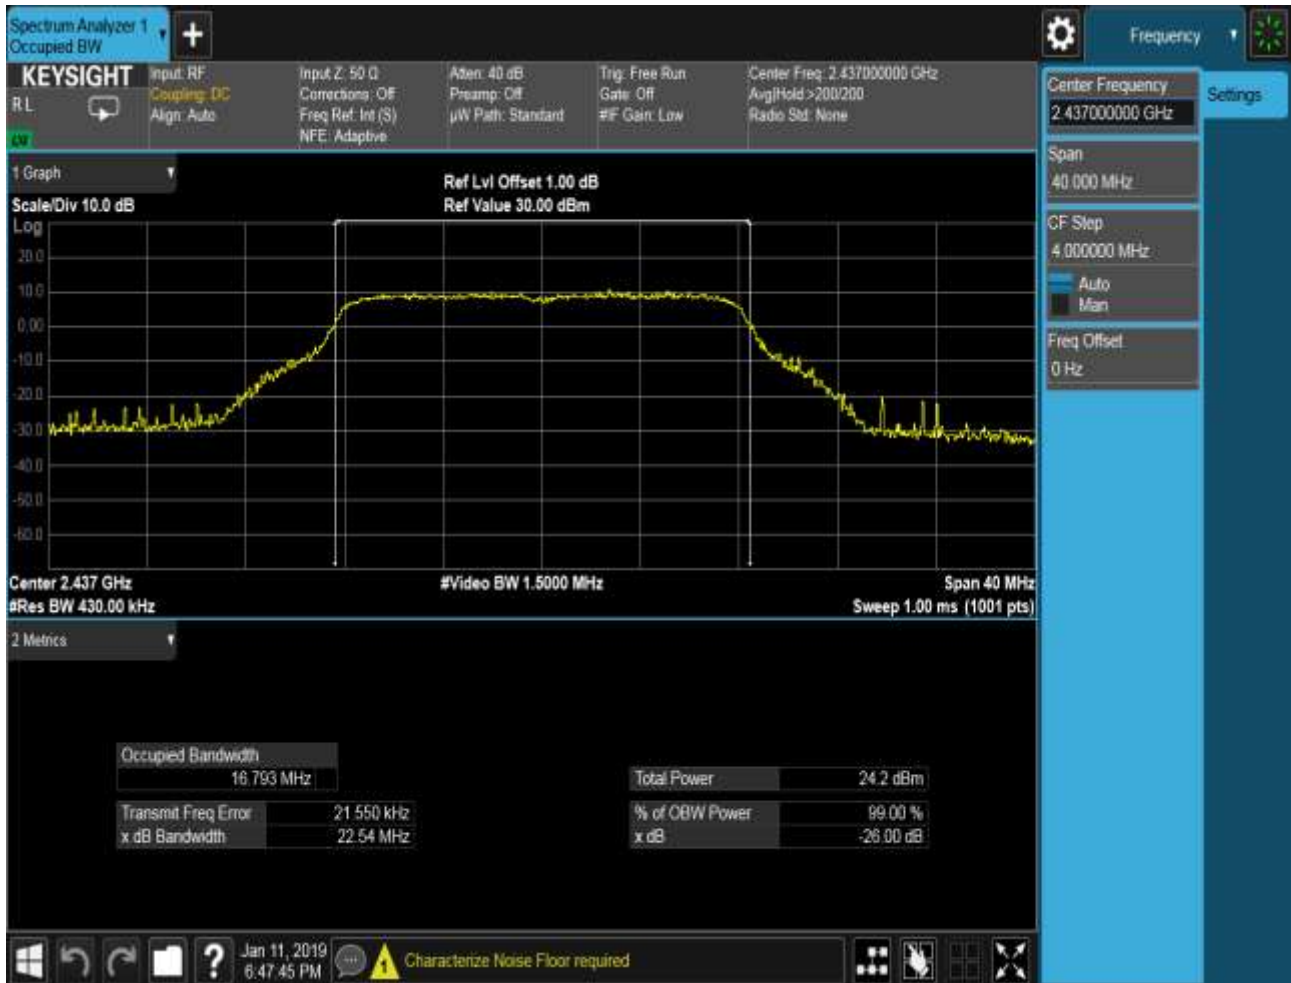 Spectrum Analyzer 1
Occupied BW
Frequency
KEYSIGHT
R L
Input: RF
Coupling: DC
Align: Auto
Input Z: 50 Ω
Corrections: Off
Freq Ref: Int (S)
NFE: Adaptive
Atten: 40 dB
Preamp: Off
µW Path: Standard
Trig: Free Run
Gate: Off
#IF Gain: Low
Center Freq: 2.437000000 GHz
Avg|Hold:>200/200
Radio Std: None
Center Frequency
2.437000000 GHz
Settings
Span
40.000 MHz
CF Step
4.000000 MHz
Auto
Man
Freq Offset
0 Hz
1 Graph
Scale/Div 10.0 dB
Ref Lvl Offset 1.00 dB
Ref Value 30.00 dBm
Log
20.0
10.0
0.00
-10.0
-20.0
-30.0
-40.0
-50.0
-60.0
Center 2.437 GHz
#Video BW 1.5000 MHz
Span 40 MHz
#Res BW 430.00 kHz
Sweep 1.00 ms (1001 pts)
2 Metrics
Occupied Bandwidth
16.793 MHz
Total Power 24.2 dBm
Transmit Freq Error 21.550 kHz
% of OBW Power 99.00 %
x dB Bandwidth 22.54 MHz
x dB -26.00 dB
?
Jan 11, 2019
6:47:45 PM
1
Characterize Noise Floor required